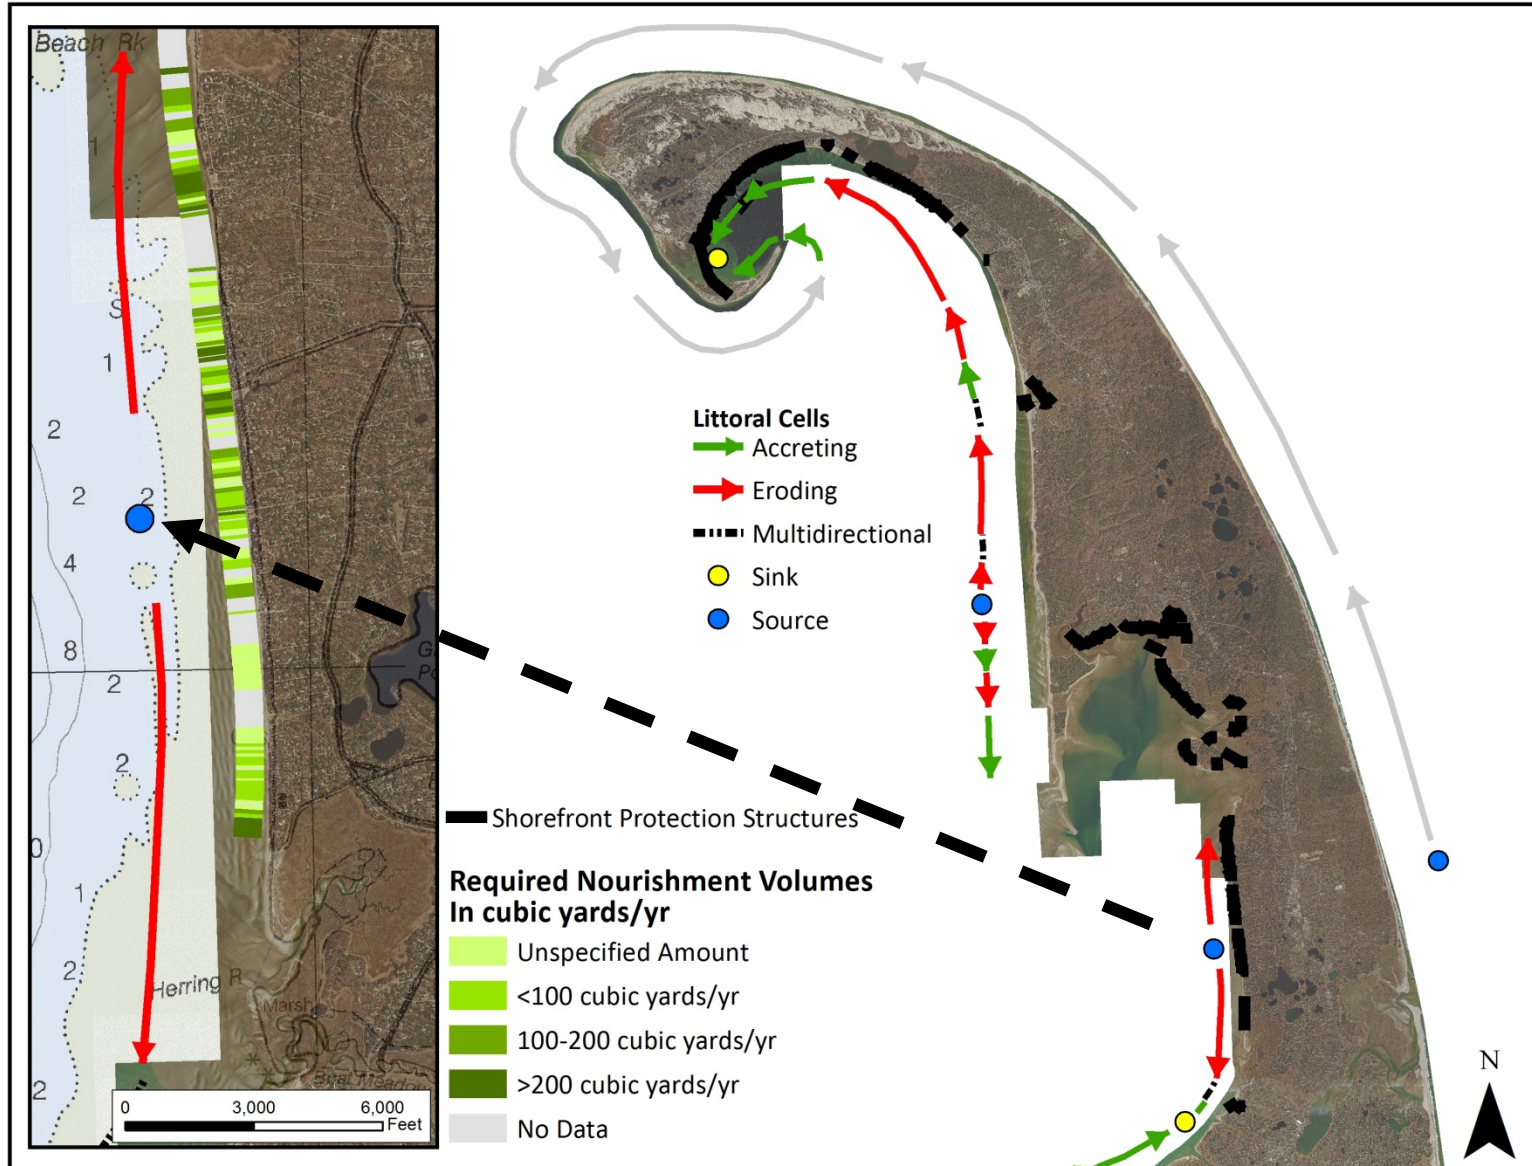 Beach Rk
1
S
1
2
2
2
4
8
2
2
0
1
2
Herring R
Marsh
2
0 3,000 6,000
Feet
Littoral Cells
Accreting
Eroding
Multidirectional
Sink
Source
Shorefront Protection Structures
Required Nourishment Volumes
In cubic yards/yr
Unspecified Amount
<100 cubic yards/yr
100-200 cubic yards/yr
>200 cubic yards/yr
No Data
N